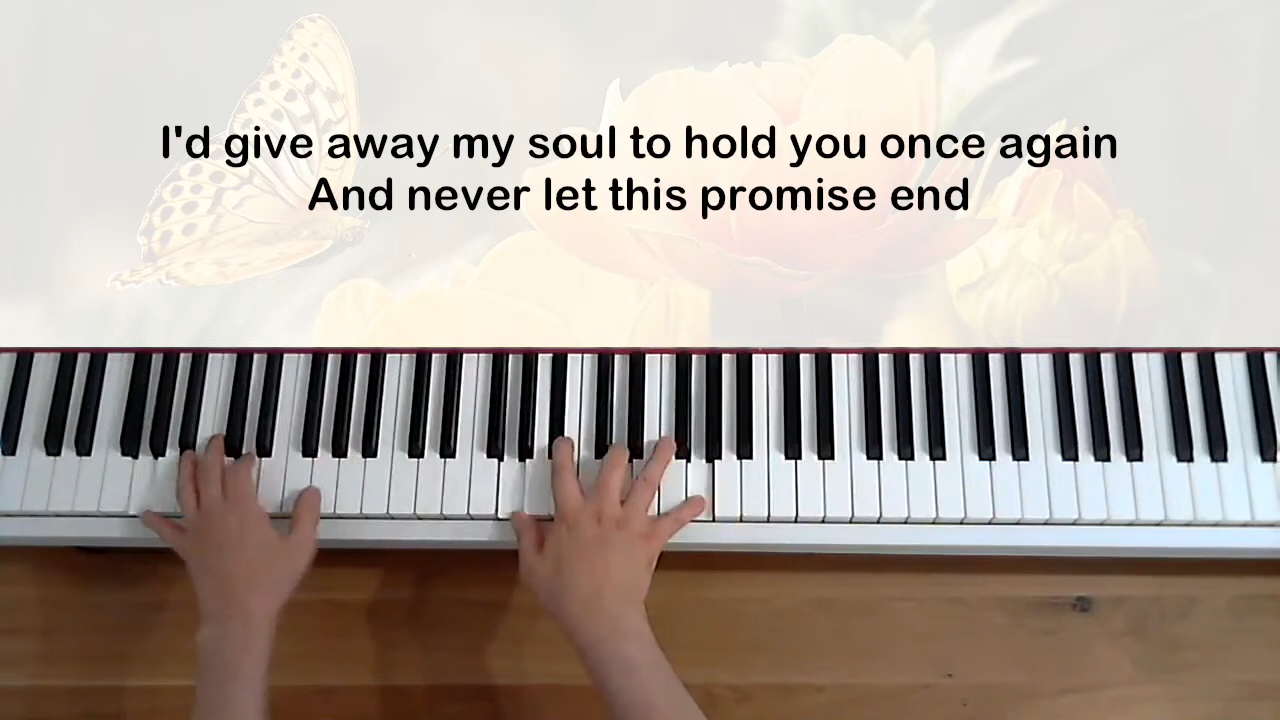 I'd give away my soul to hold you once again
And never let this promise end